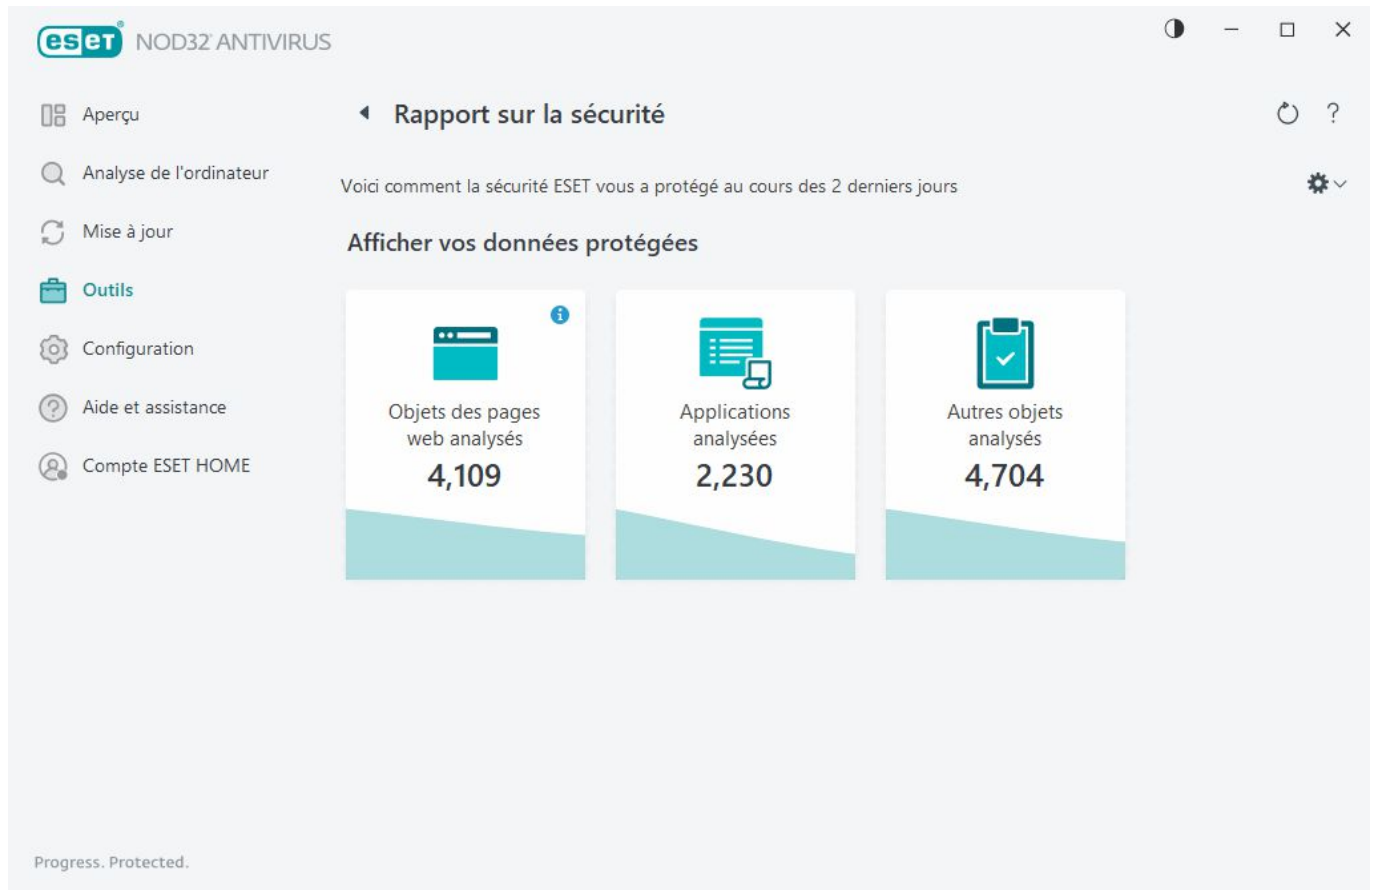 eset® NOD32® ANTIVIRUS
Aperçu
Analyse de l'ordinateur
Mise à jour
Outils
Configuration
Aide et assistance
Compte ESET HOME
Rapport sur la sécurité
?
Voici comment la sécurité ESET vous a protégé au cours des 2 derniers jours
Afficher vos données protégées
Objets des pages
web analysés
4,109
Applications
analysées
2,230
Autres objets
analysés
4,704
Progress. Protected.